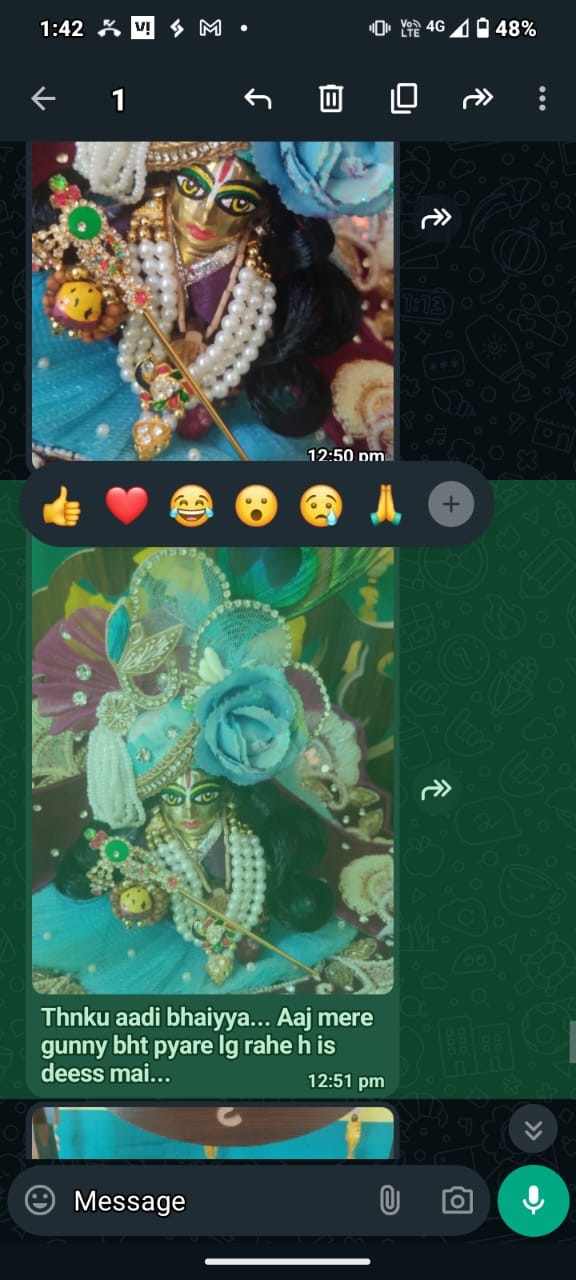 1:42
V!
Vo)) 4G
LTE
48%
1
12:50 pm
Thnku aadi bhaiyya... Aaj mere
gunny bht pyare lg rahe h is
deess mai...
12:51 pm
Message